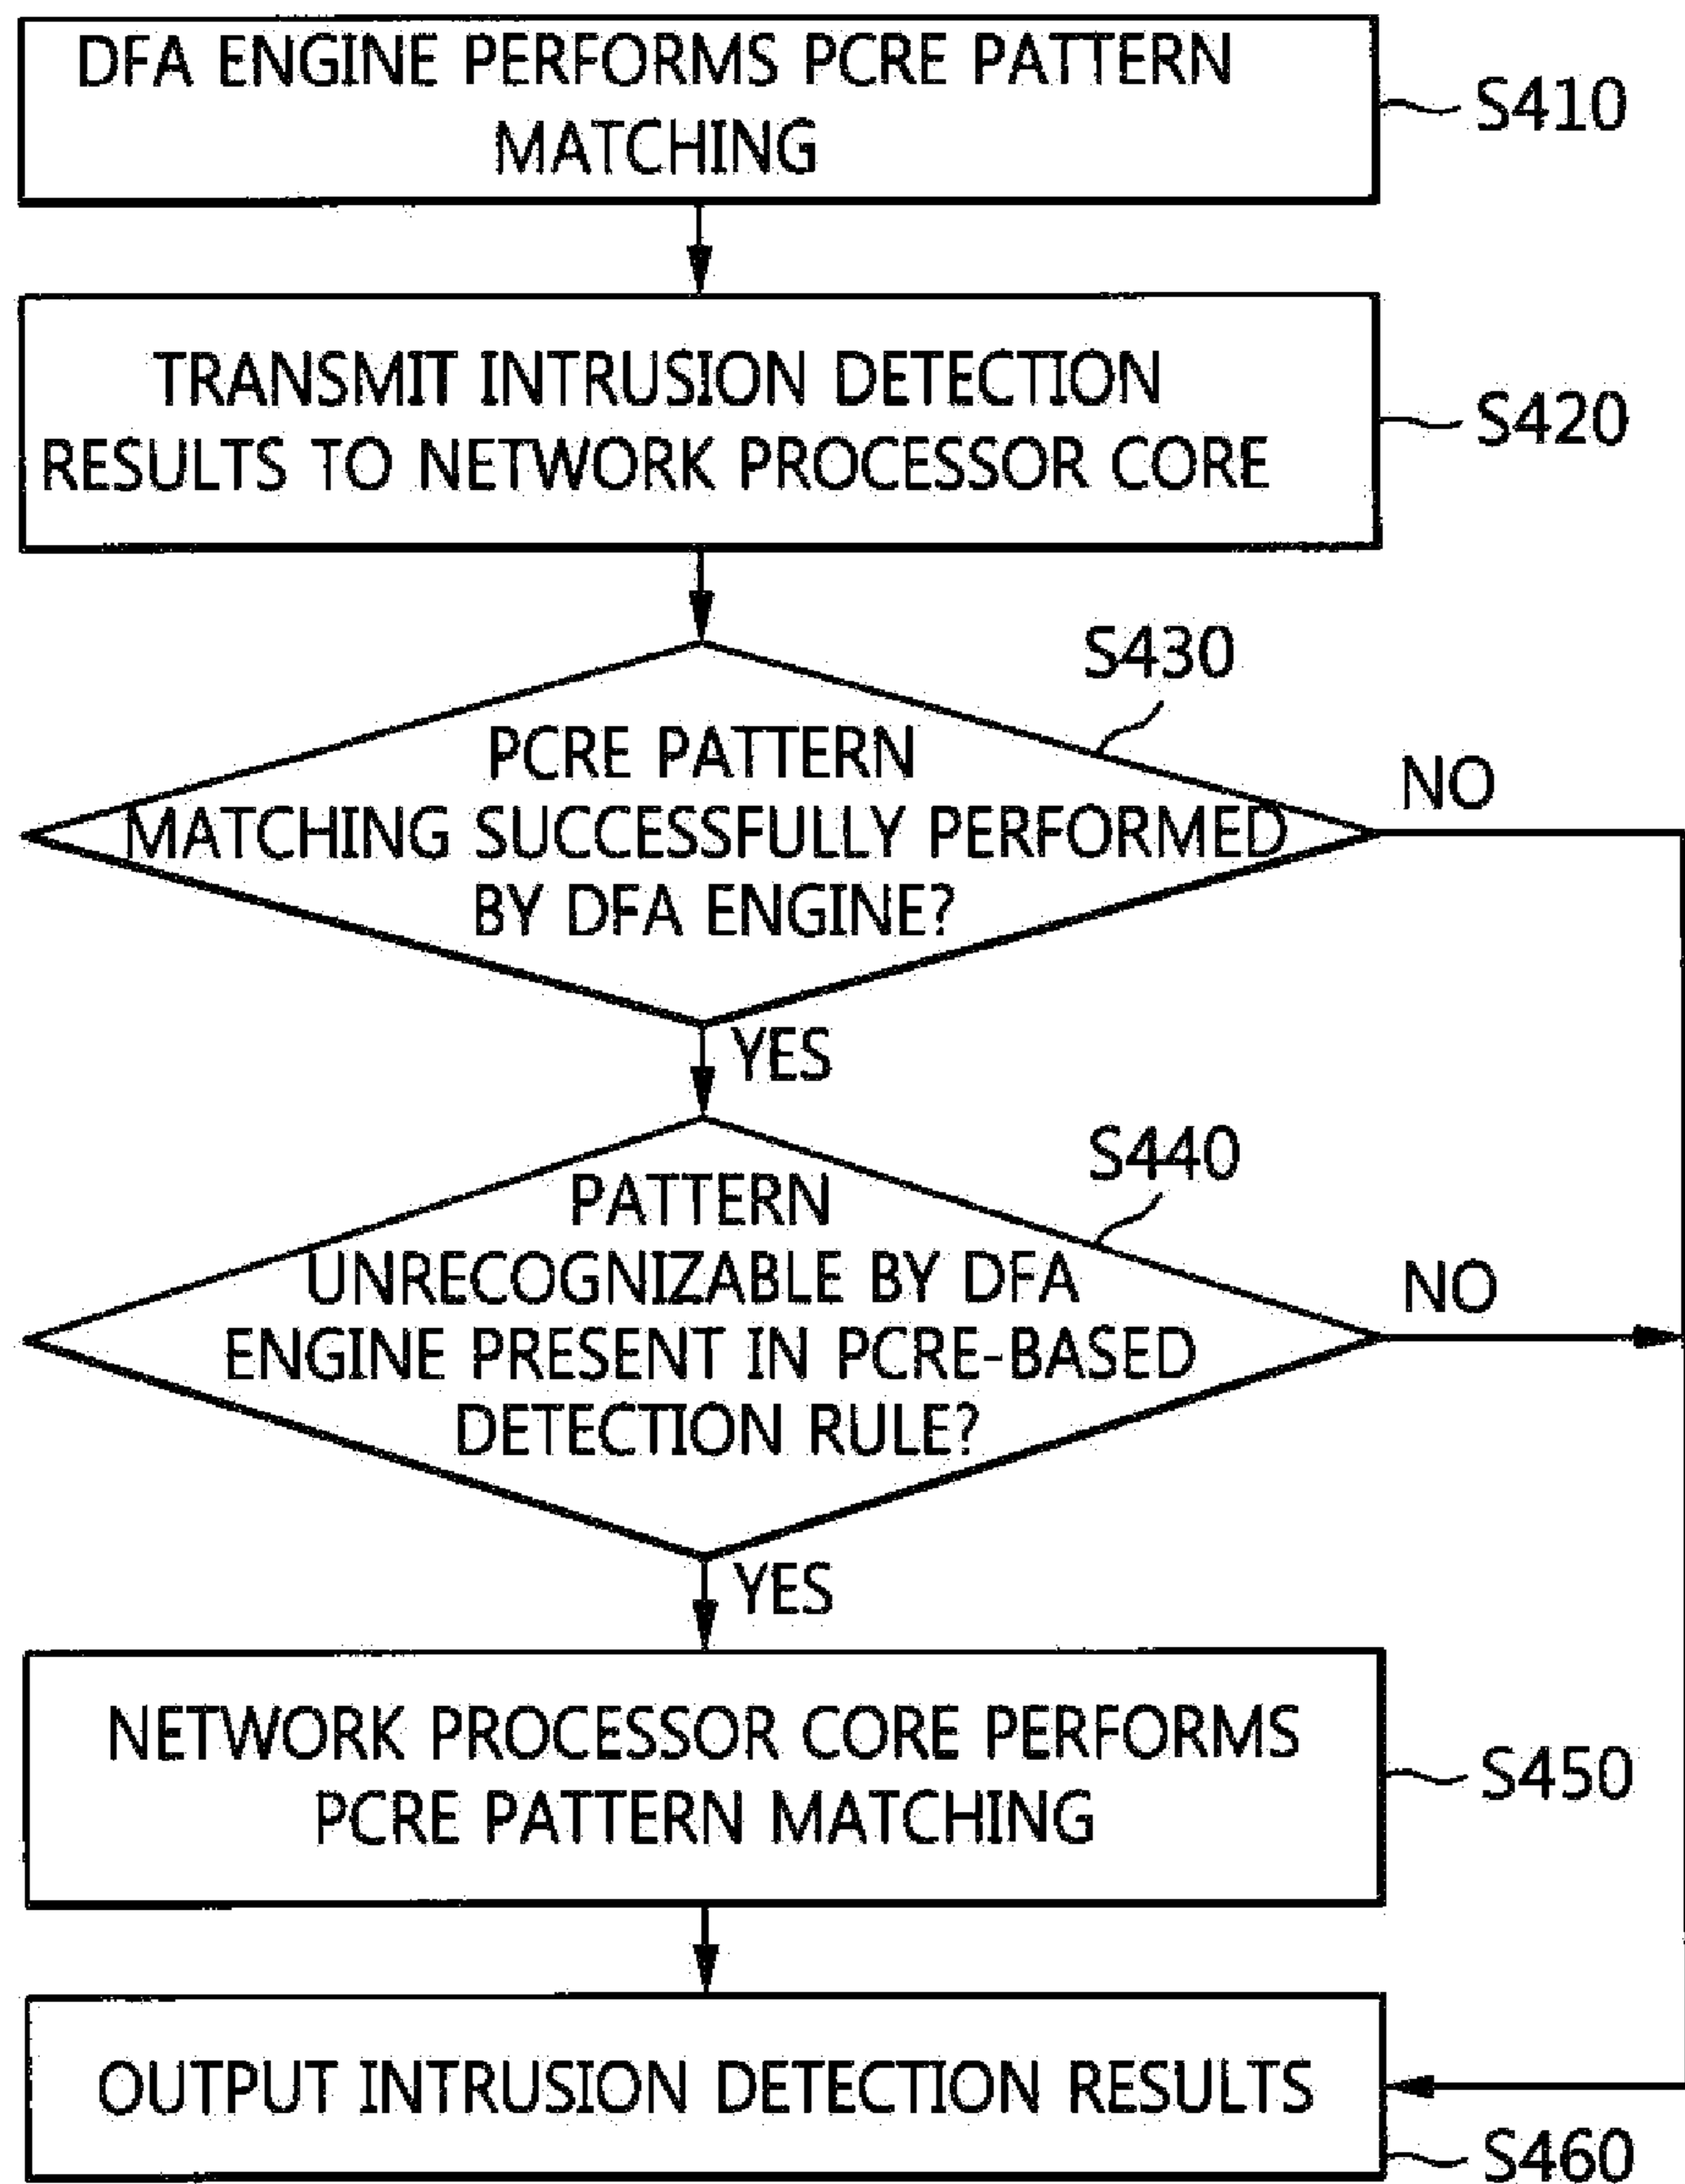 DFA ENGINE PERFORMS PCRE PATTERN
MATCHING
S410
TRANSMIT INTRUSION DETECTION
RESULTS TO NETWORK PROCESSOR CORE
S420
S430
PCRE PATTERN
MATCHING SUCCESSFULLY PERFORMED
BY DFA ENGINE?
NO
YES
S440
PATTERN
UNRECOGNIZABLE BY DFA
ENGINE PRESENT IN PCRE-BASED
DETECTION RULE?
NO
YES
NETWORK PROCESSOR CORE PERFORMS
PCRE PATTERN MATCHING
S450
OUTPUT INTRUSION DETECTION RESULTS
S460